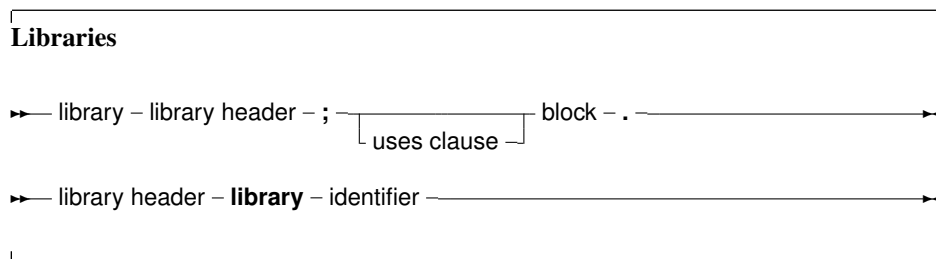 Libraries
library – library header – ; – block – . –
uses clause –
library header – library – identifier –